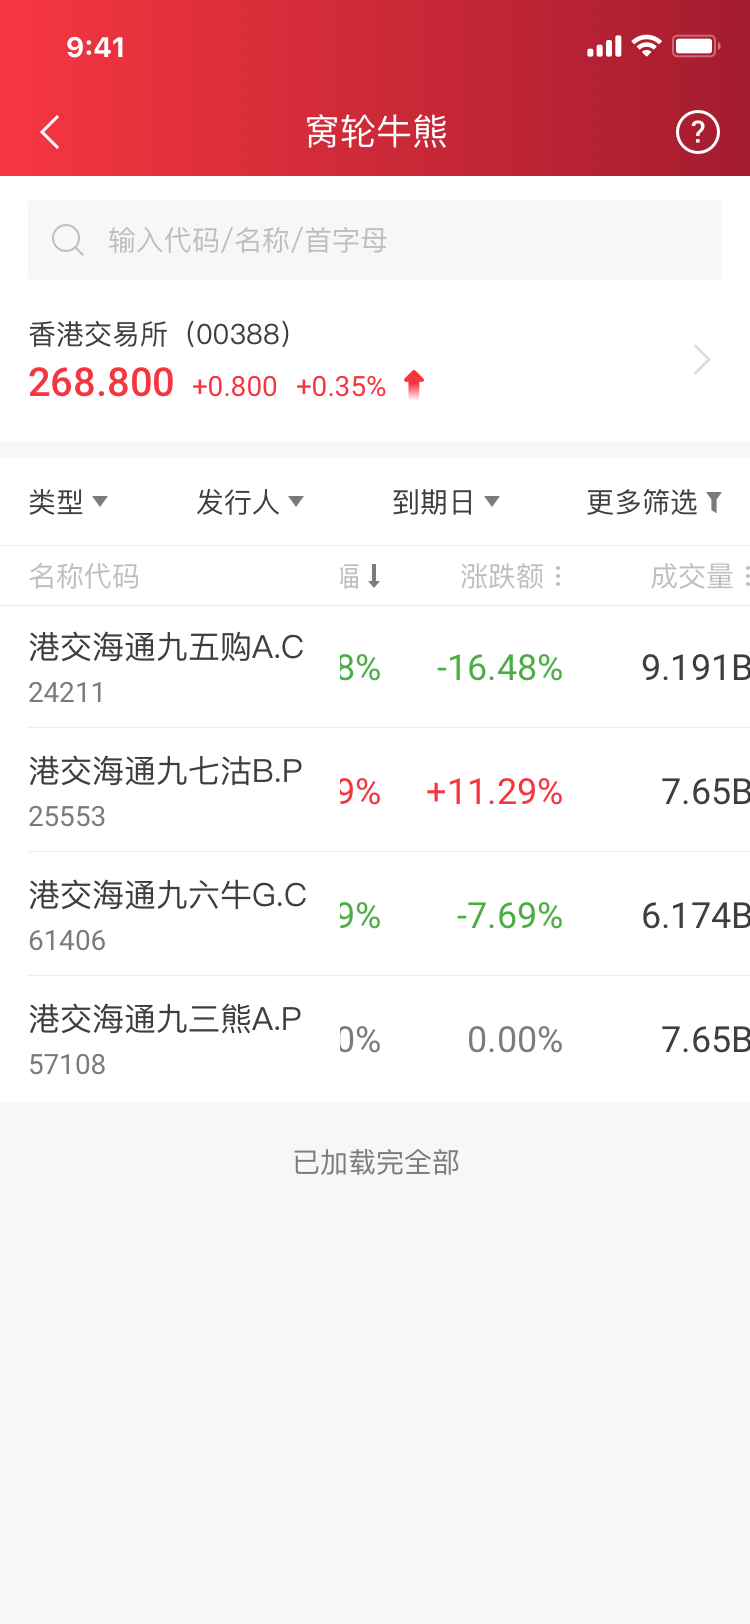 9:41
窝轮牛熊
?
输入代码/名称/首字母
香港交易所（00388）
268.800 +0.800 +0.35%
类型 发行人 到期日 更多筛选
名称代码 幅 涨跌额 成交量
港交海通九五购A.C 8% -16.48% 9.191B
24211
港交海通九七沽B.P 9% +11.29% 7.65B
25553
港交海通九六牛G.C 9% -7.69% 6.174B
61406
港交海通九三熊A.P 0% 0.00% 7.65B
57108
已加载完全部